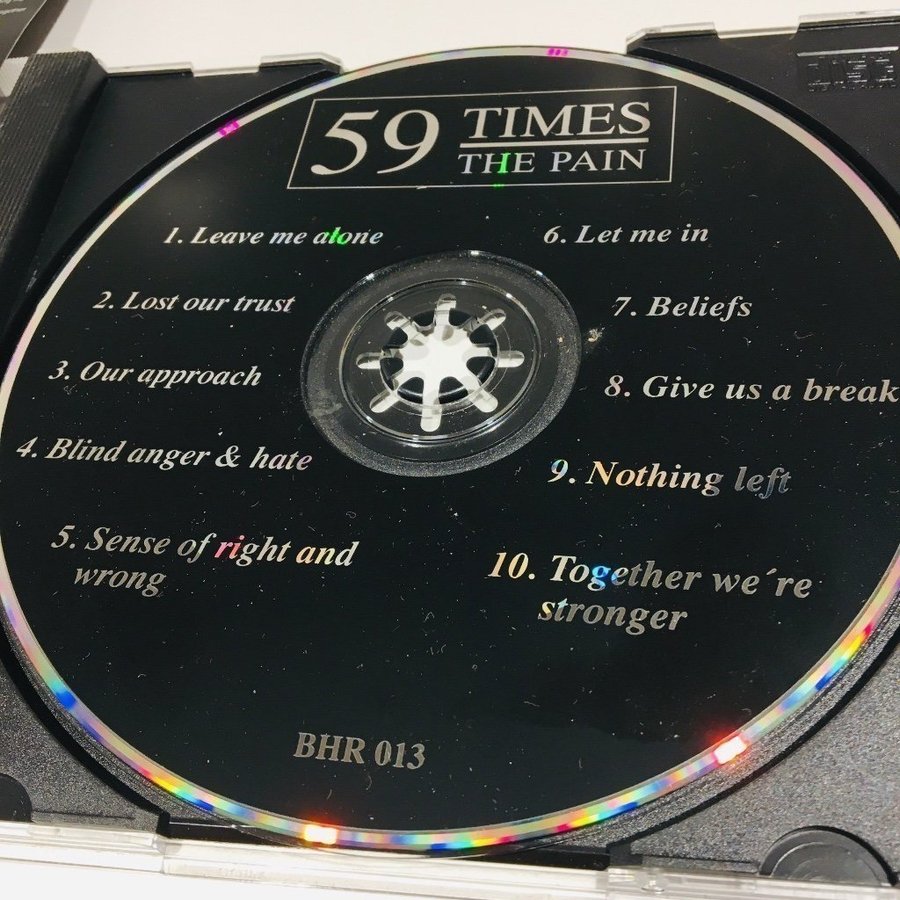 59 TIMES
THE PAIN
1. Leave me alone
2. Lost our trust
3. Our approach
4. Blind anger & hate
5. Sense of right and
wrong
6. Let me in
7. Beliefs
8. Give us a break
9. Nothing left
10. Together we´re
stronger
BHR 013